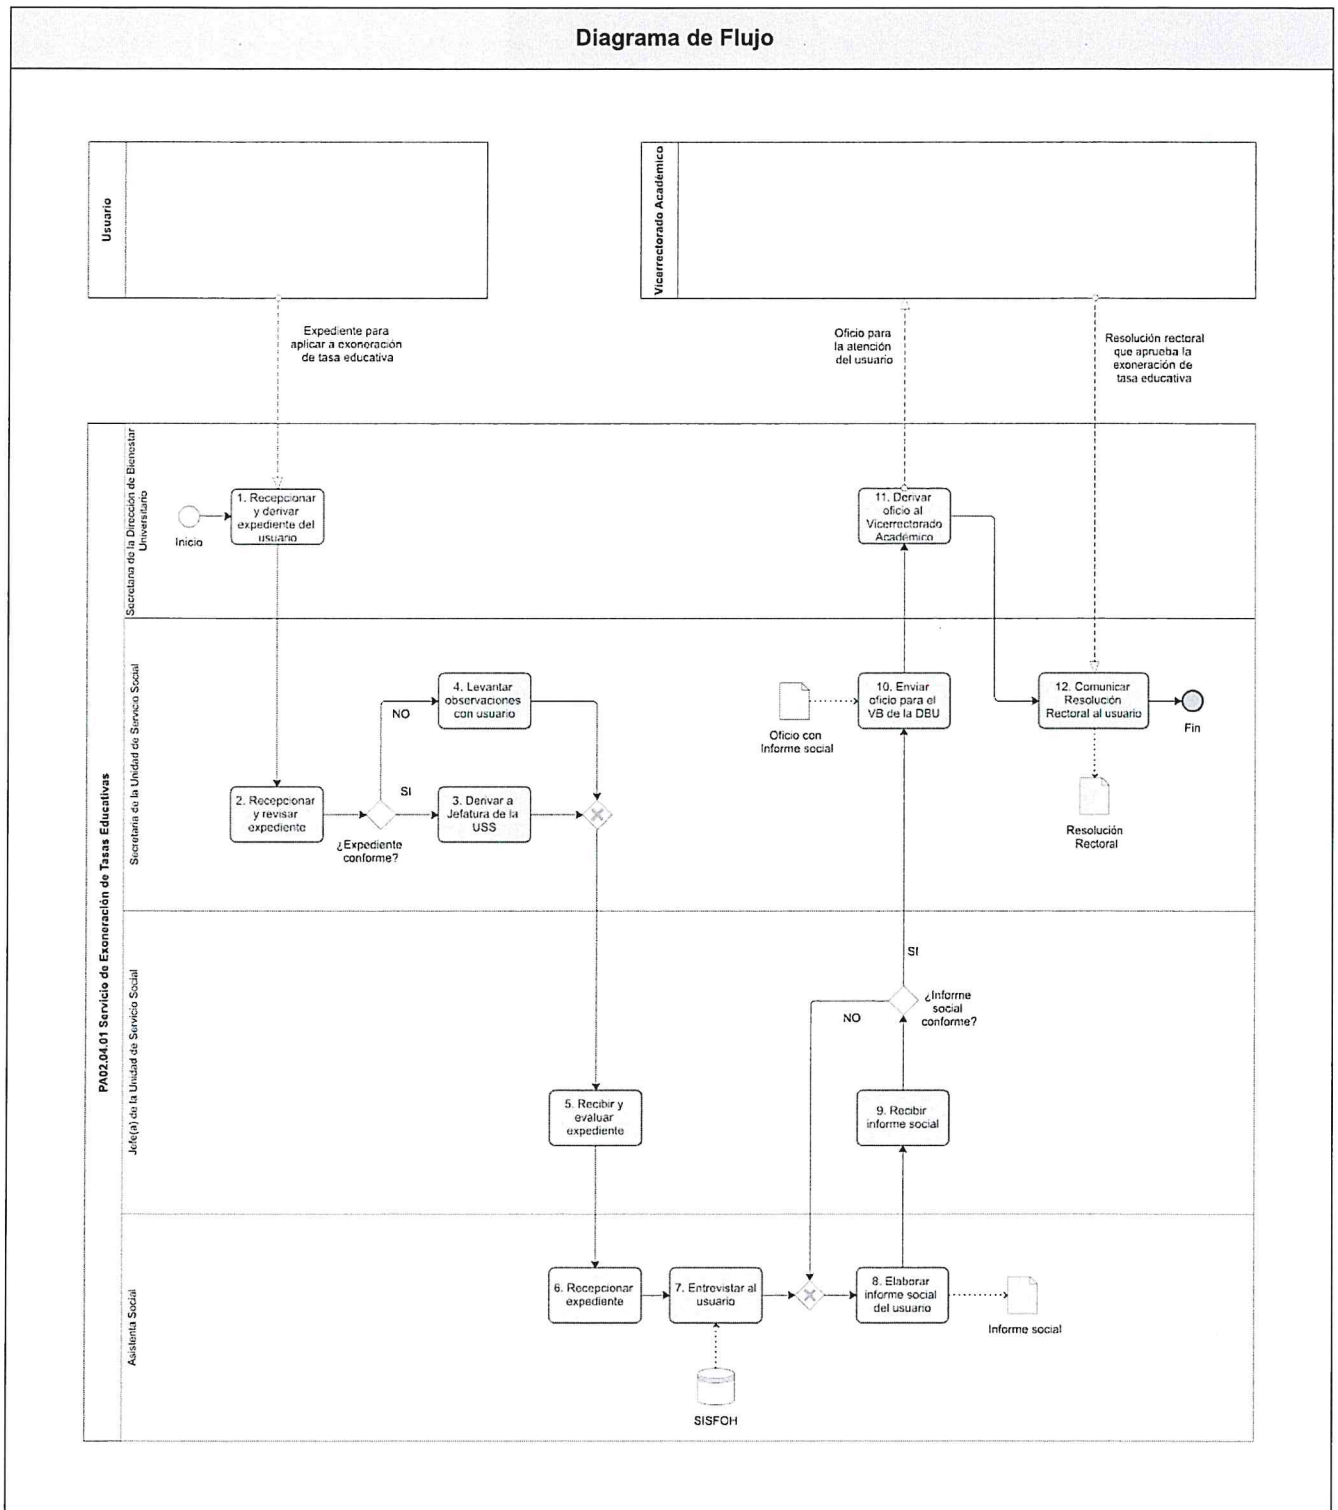 Diagrama de Flujo
Usuario
Vicerrectorado Académico
Expediente para
aplicar a exoneración
de tasa educativa
Oficio para
la atención
del usuario
Resolución rectoral
que aprueba la
exoneración de
tasa educativa
PA02.04.01 Servicio de Exoneración de Tasas Educativas
Secretaria de la Dirección de Bienestar
Universitario
Inicio
1. Recepcionar
y derivar
expediente del
usuario
11. Derivar
oficio al
Vicerrectorado
Académico
Secretaria de la Unidad de Servicio Social
4. Levantar
observaciones
con usuario
NO
SI
2. Recepcionar
y revisar
expediente
¿Expediente
conforme?
3. Derivar a
Jefatura de la
USS
Oficio con
Informe social
10. Enviar
oficio para el
VB de la DBU
12. Comunicar
Resolución
Rectoral al usuario
Fin
Resolución
Rectoral
Jefe(a) de la Unidad de Servicio Social
SI
¿Informe
social
conforme?
NO
5. Recibir y
evaluar
expediente
9. Recibir
informe social
Asistenta Social
6. Recepcionar
expediente
7. Entrevistar al
usuario
8. Elaborar
informe social
del usuario
Informe social
SISFOH